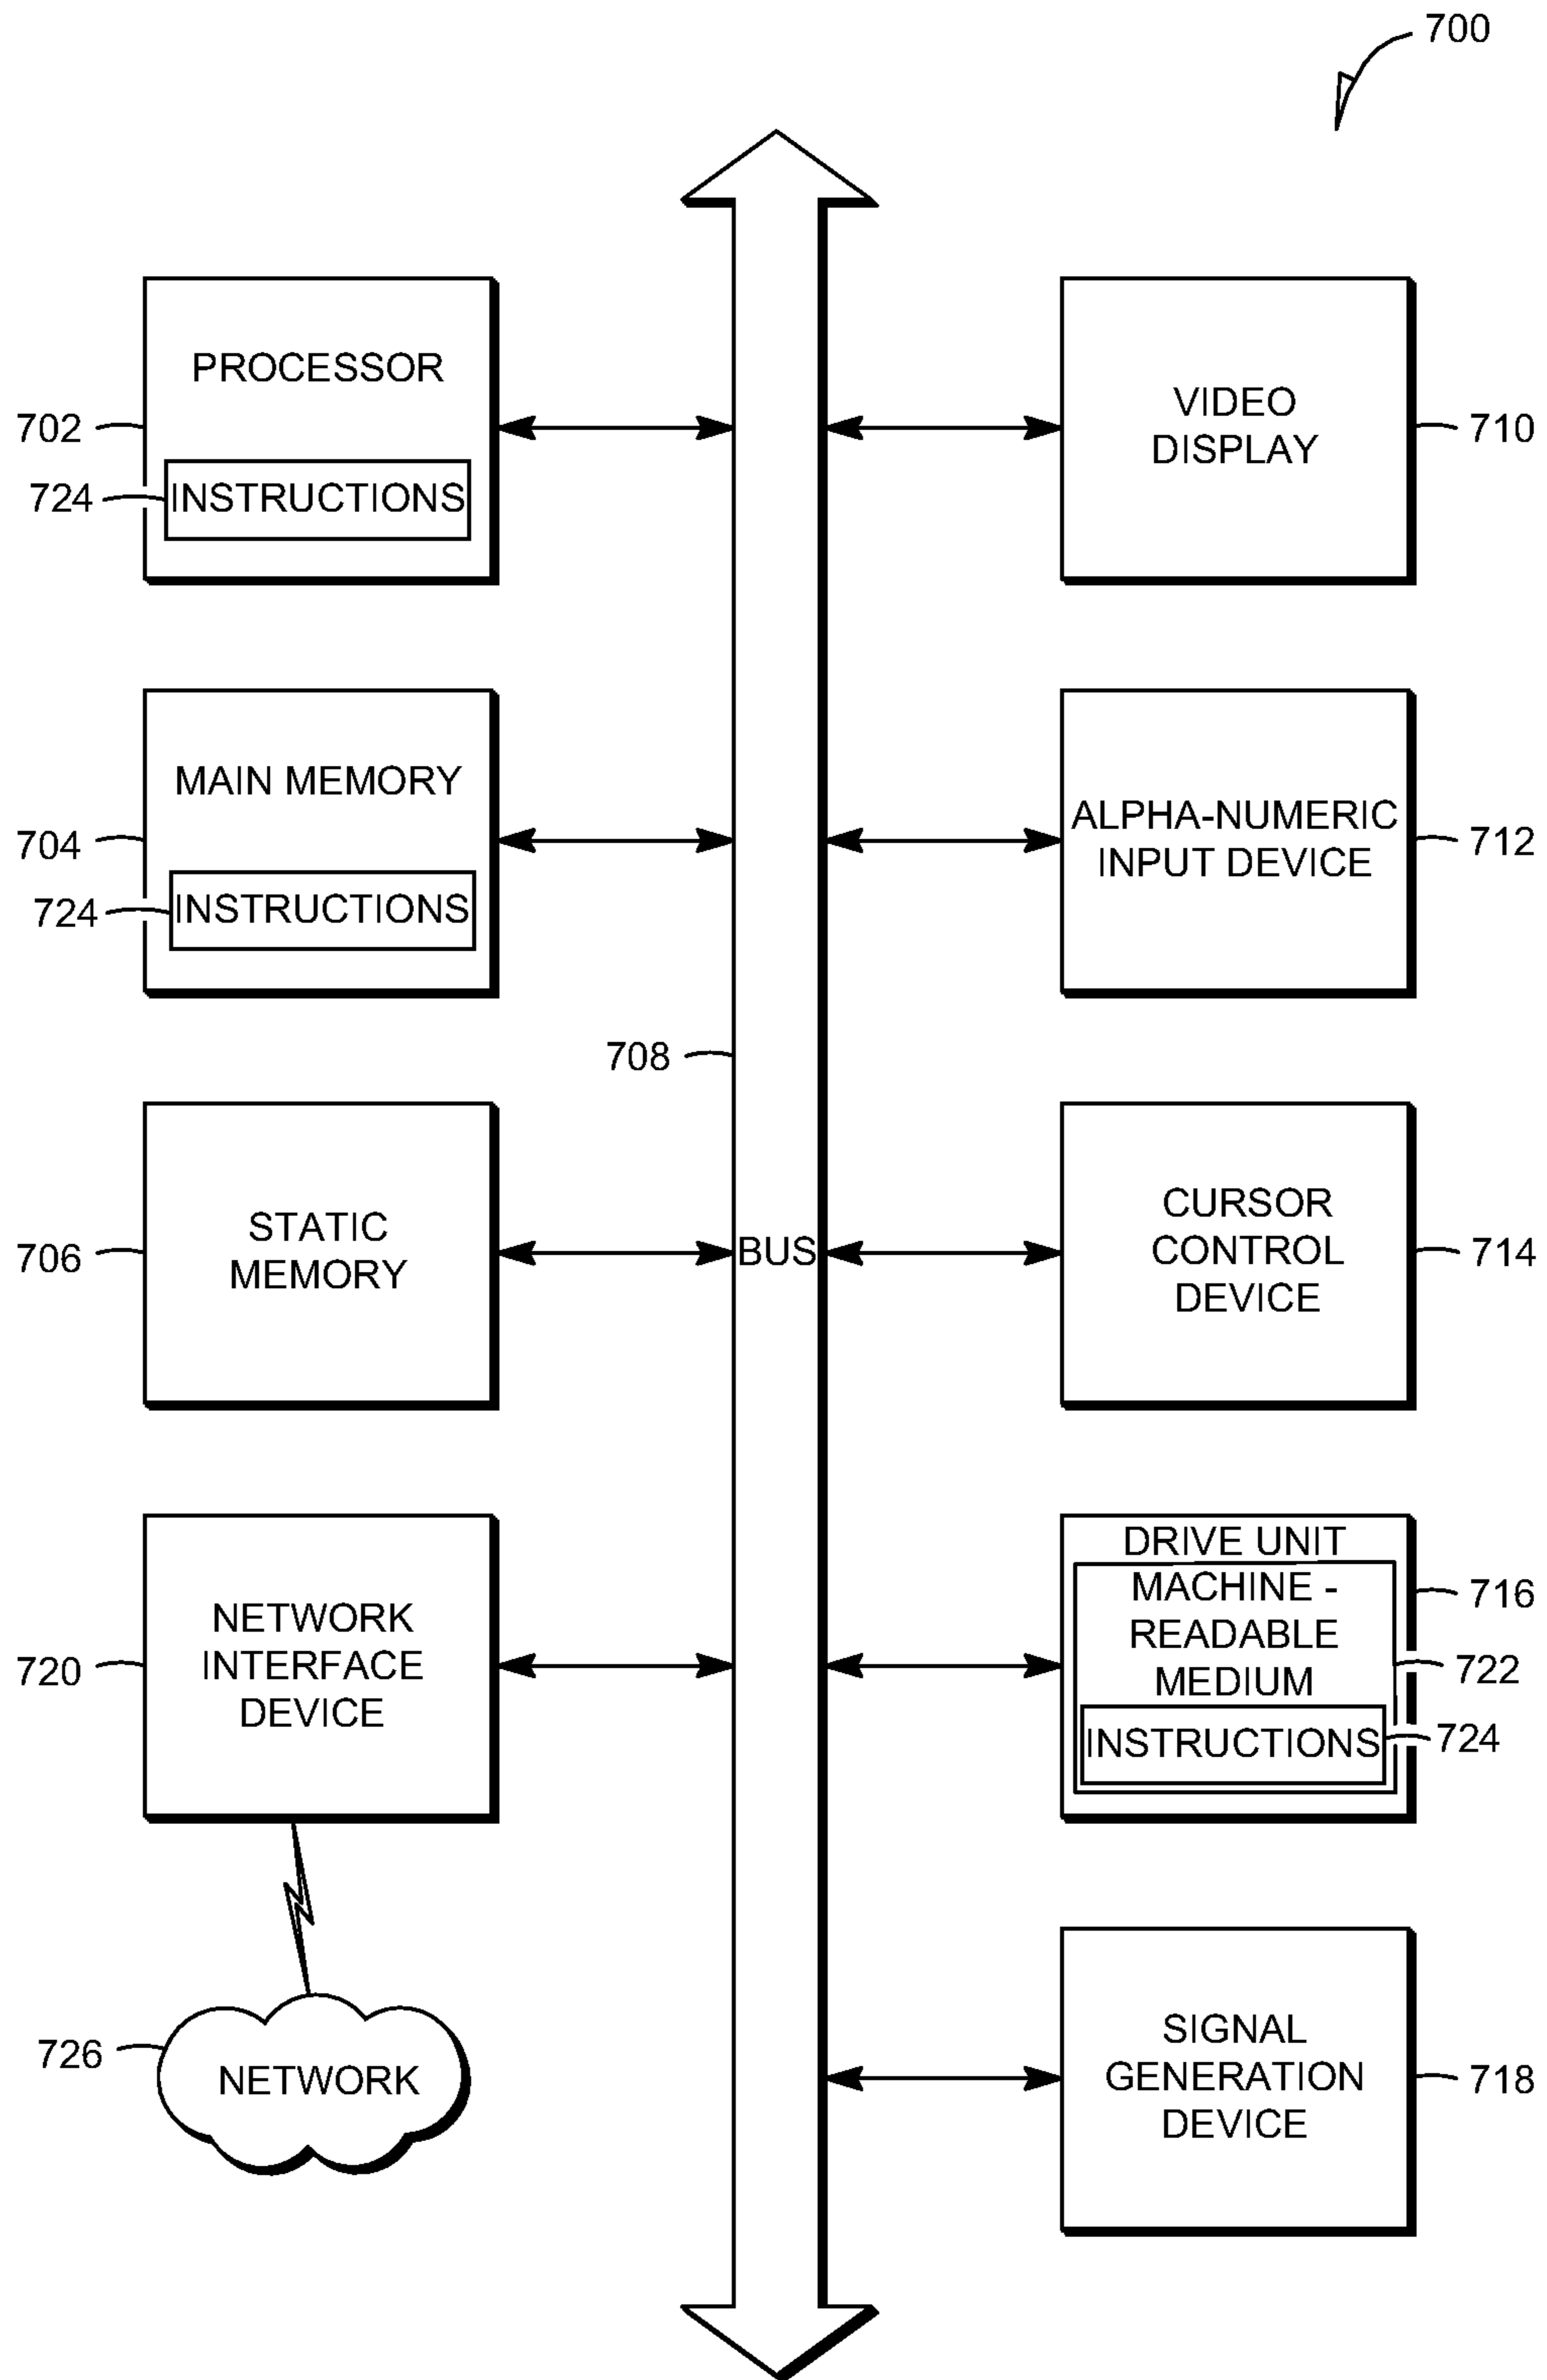 700
PROCESSOR
702
724
INSTRUCTIONS
VIDEO
DISPLAY
710
MAIN MEMORY
704
724
INSTRUCTIONS
ALPHA-NUMERIC
INPUT DEVICE
712
708
STATIC
MEMORY
706
BUS
CURSOR
CONTROL
DEVICE
714
NETWORK
INTERFACE
DEVICE
720
DRIVE UNIT
MACHINE -
READABLE
MEDIUM
INSTRUCTIONS
716
722
724
726
NETWORK
SIGNAL
GENERATION
DEVICE
718